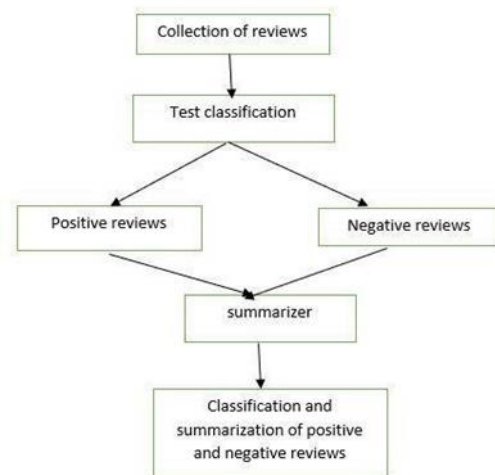 Collection of reviews
Test classification
Positive reviews
Negative reviews
summarizer
Classification and
summarization of positive
and negative reviews